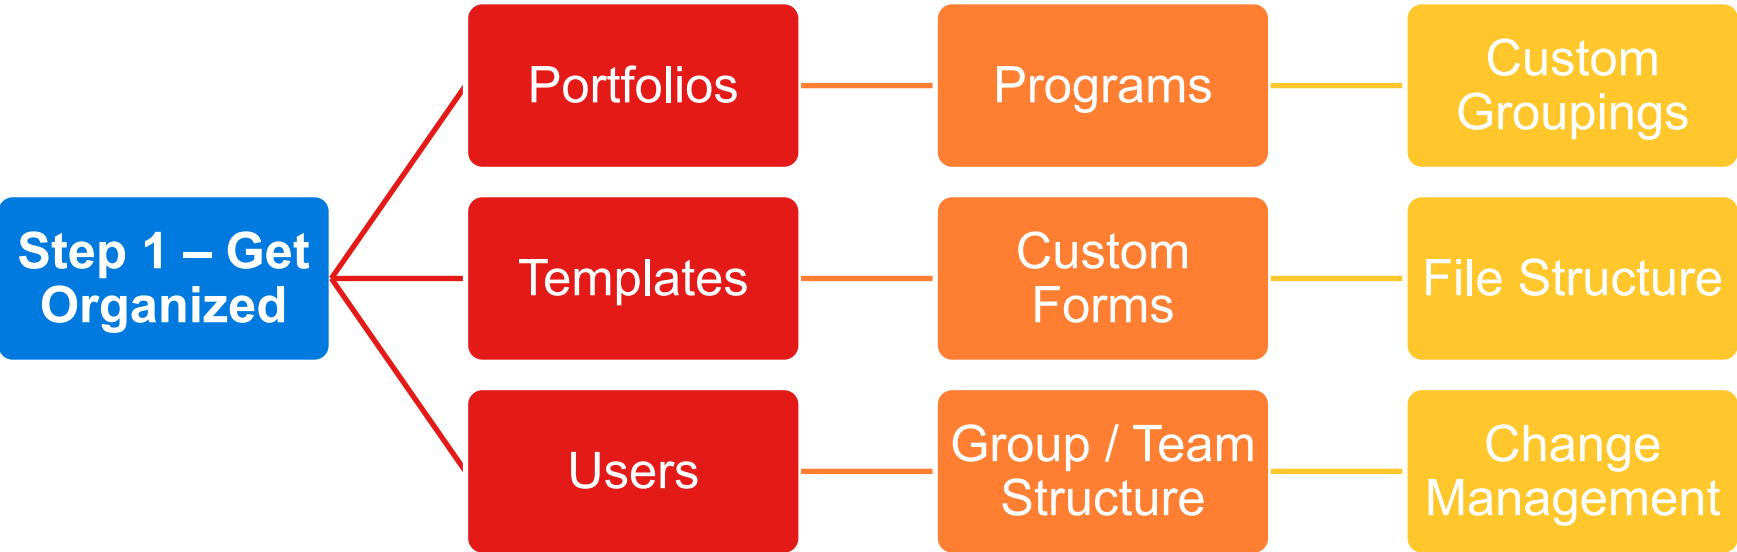 Step 1 – Get
Organized
Portfolios
Programs
Custom
Groupings
Templates
Custom
Forms
File Structure
Users
Group / Team
Structure
Change
Management